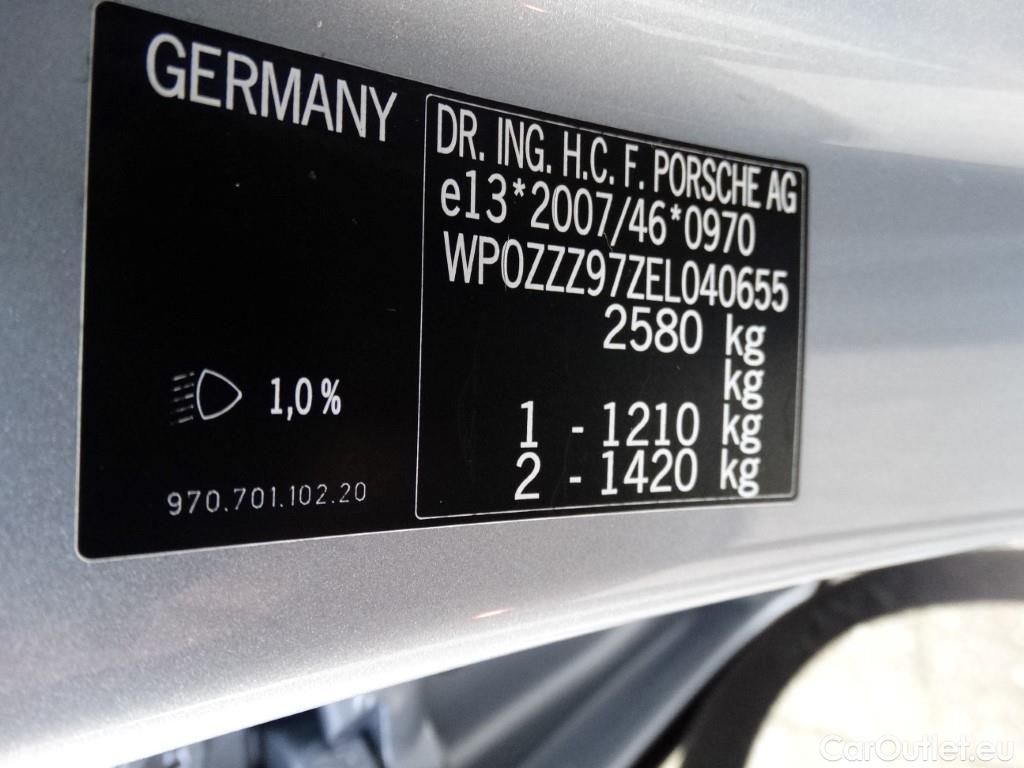 GERMANY
DR. ING. H.C. F. PORSCHE AG
e13*2007/46*0970
WP0ZZZ97ZEL040655
2580 kg
kg
1 - 1210 kg
2 - 1420 kg
1,0 %
970.701.102.20
CarOutlet.eu